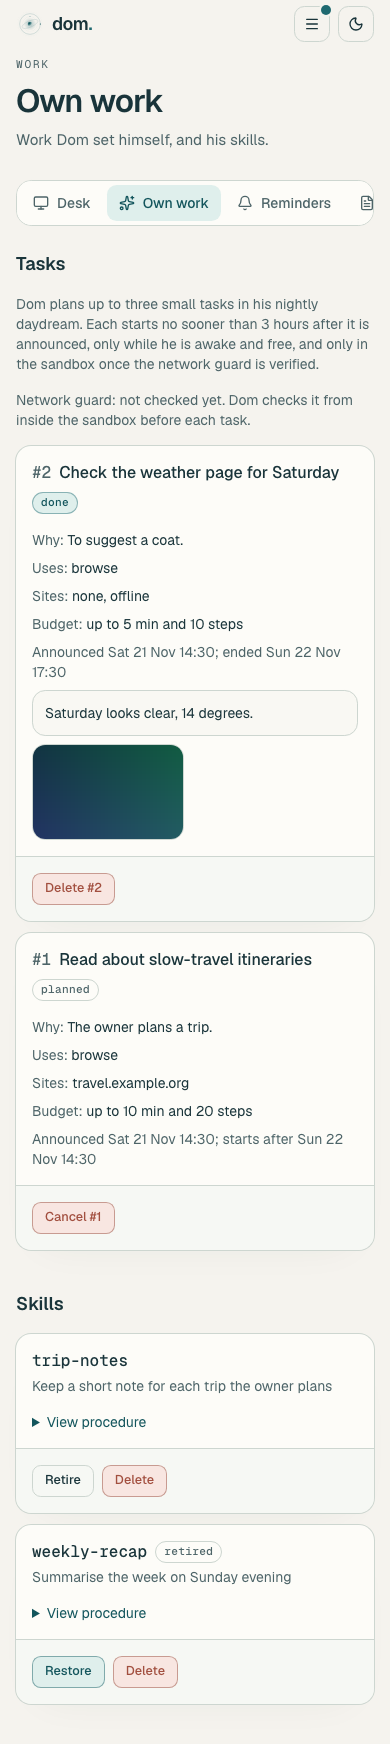 dom.
WORK
Own work
Work Dom set himself, and his skills.
Desk
Own work
Reminders
Tasks
Dom plans up to three small tasks in his nightly
daydream. Each starts no sooner than 3 hours after it is
announced, only while he is awake and free, and only in
the sandbox once the network guard is verified.
Network guard: not checked yet. Dom checks it from
inside the sandbox before each task.
#2 Check the weather page for Saturday
done
Why: To suggest a coat.
Uses: browse
Sites: none, offline
Budget: up to 5 min and 10 steps
Announced Sat 21 Nov 14:30; ended Sun 22 Nov
17:30
Saturday looks clear, 14 degrees.
Delete #2
#1 Read about slow-travel itineraries
planned
Why: The owner plans a trip.
Uses: browse
Sites: travel.example.org
Budget: up to 10 min and 20 steps
Announced Sat 21 Nov 14:30; starts after Sun 22
Nov 14:30
Cancel #1
Skills
trip-notes
Keep a short note for each trip the owner plans
View procedure
Retire
Delete
weekly-recap retired
Summarise the week on Sunday evening
View procedure
Restore
Delete